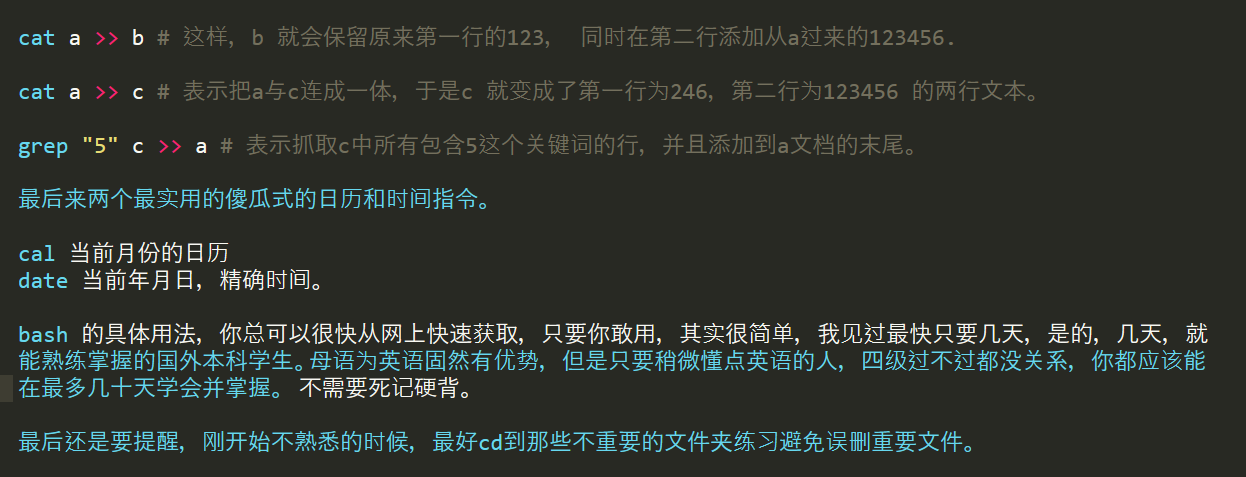 cat a >> b # 这样，b 就会保留原来第一行的123， 同时在第二行添加从a过来的123456.
cat a >> c # 表示把a与c连成一体，于是c 就变成了第一行为246，第二行为123456 的两行文本。
grep "5" c >> a # 表示抓取c中所有包含5这个关键词的行，并且添加到a文档的末尾。
最后来两个最实用的傻瓜式的日历和时间指令。
cal 当前月份的日历
date 当前年月日，精确时间。
bash 的具体用法，你总可以很快从网上快速获取，只要你敢用，其实很简单，我见过最快只要几天，是的，几天，就
能熟练掌握的国外本科学生。母语为英语固然有优势，但是只要稍微懂点英语的人，四级过不过都没关系，你都应该能
在最多几十天学会并掌握。 不需要死记硬背。
最后还是要提醒，刚开始不熟悉的时候，最好cd到那些不重要的文件夹练习避免误删重要文件。